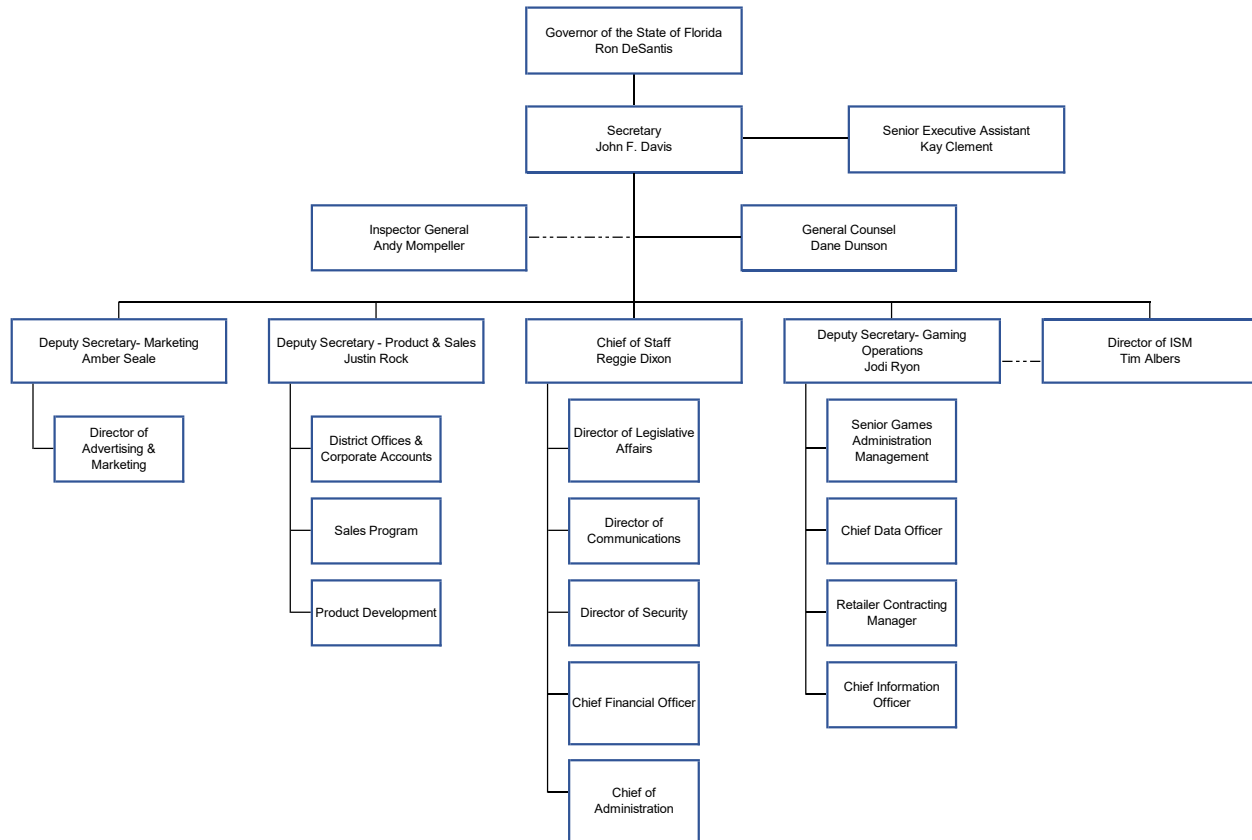 Governor of the State of Florida
Ron DeSantis
Secretary
John F. Davis
Senior Executive Assistant
Kay Clement
Inspector General
Andy Mompeller
General Counsel
Dane Dunson
Deputy Secretary- Marketing
Amber Seale
Deputy Secretary - Product & Sales
Justin Rock
Chief of Staff
Reggie Dixon
Deputy Secretary- Gaming
Operations
Jodi Ryon
Director of ISM
Tim Albers
Director of
Advertising &
Marketing
District Offices &
Corporate Accounts
Sales Program
Product Development
Director of Legislative
Affairs
Director of
Communications
Director of Security
Chief Financial Officer
Chief of
Administration
Senior Games
Administration
Management
Chief Data Officer
Retailer Contracting
Manager
Chief Information
Officer